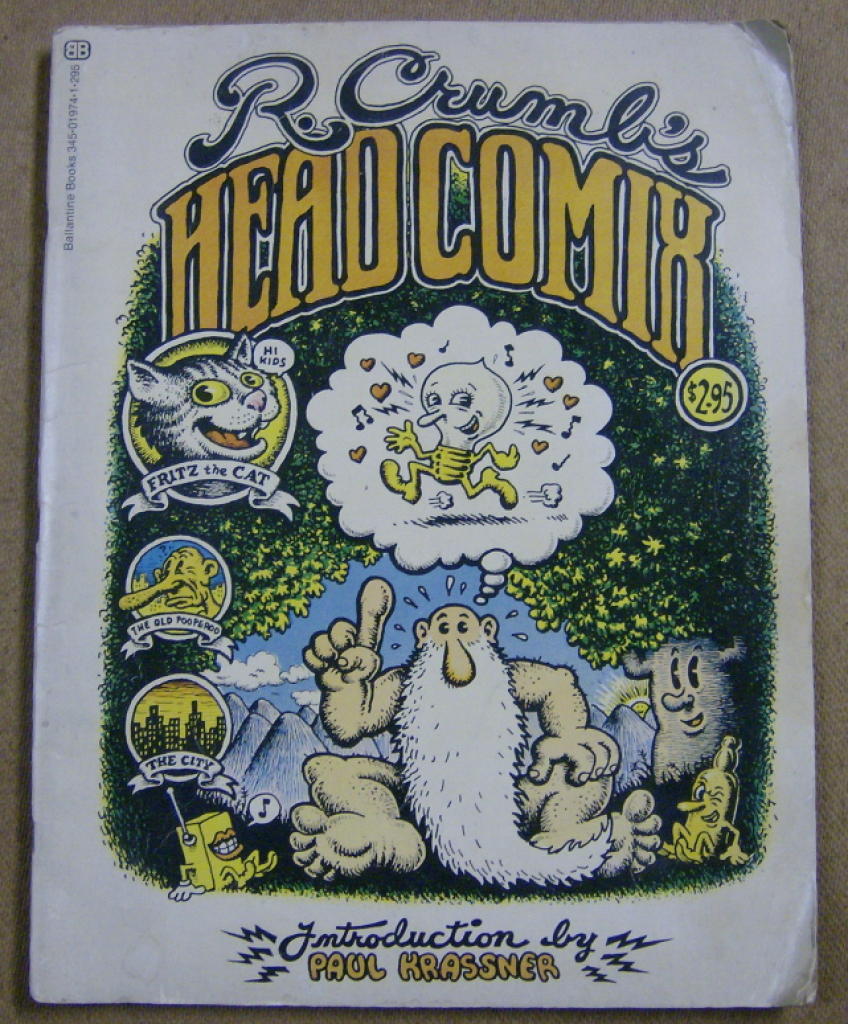 BB
Ballantine Books 345-01974-1-295
R. Crumb's
HEAD COMIX
HI
KIDS
$2.95
FRITZ the CAT
THE OLD POOPEROO
THE CITY
Introduction by
PAUL KRASSNER